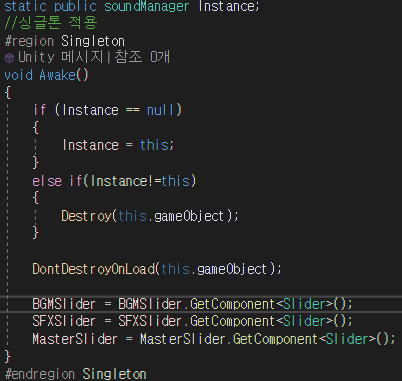 static public soundManager Instance;
//싱글톤 적용
#region Singleton
Unity 메시지|참조 0개
void Awake()
{
if (Instance == null)
{
Instance = this;
}
else if(Instance!=this)
{
Destroy(this.gameObject);
}
DontDestroyOnLoad(this.gameObject);
BGMSlider = BGMSlider.GetComponent<Slider>();
SFXSlider = SFXSlider.GetComponent<Slider>();
MasterSlider = MasterSlider.GetComponent<Slider>();
}
#endregion Singleton